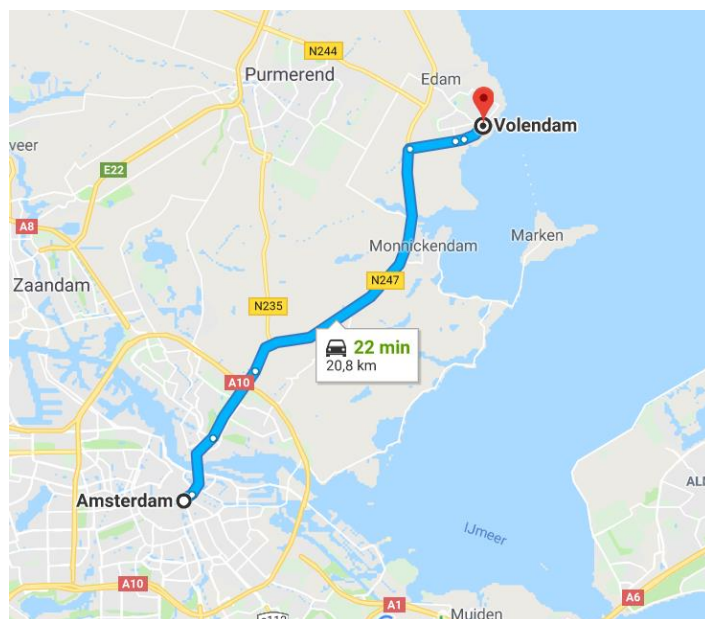 N244
Purmerend
Edam
Volendam
veer
E22
A8
Monnickendam
Marken
Zaandam
N247
N235
22 min
20,8 km
A10
Amsterdam
IJmeer
A10
A1
A6
Muiden